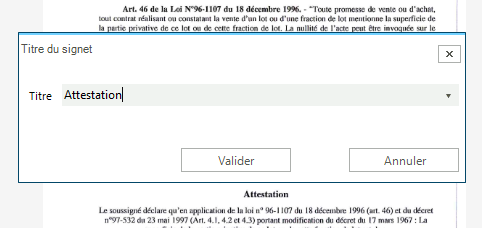 Art. 46 de la Loi N°96-1107 du 18 décembre 1996. - "Toute promesse de vente ou d'achat,
tout contrat réalisant ou constatant la vente d'un lot ou d'une fraction de lot mentionne la superficie de
la partie privative de ce lot ou de cette fraction de lot. La nullité de l'acte peut être invoquée sur le
Titre du signet
Titre
Attestation
Valider
Annuler
Attestation
Le soussigné déclare qu'en application de la loi n° 96-1107 du 18 décembre 1996 (art. 46) et du décret
n°97-532 du 23 mai 1997 (Art. 4.1, 4.2 et 4.3) portant modification du décret du 17 mars 1967 : La